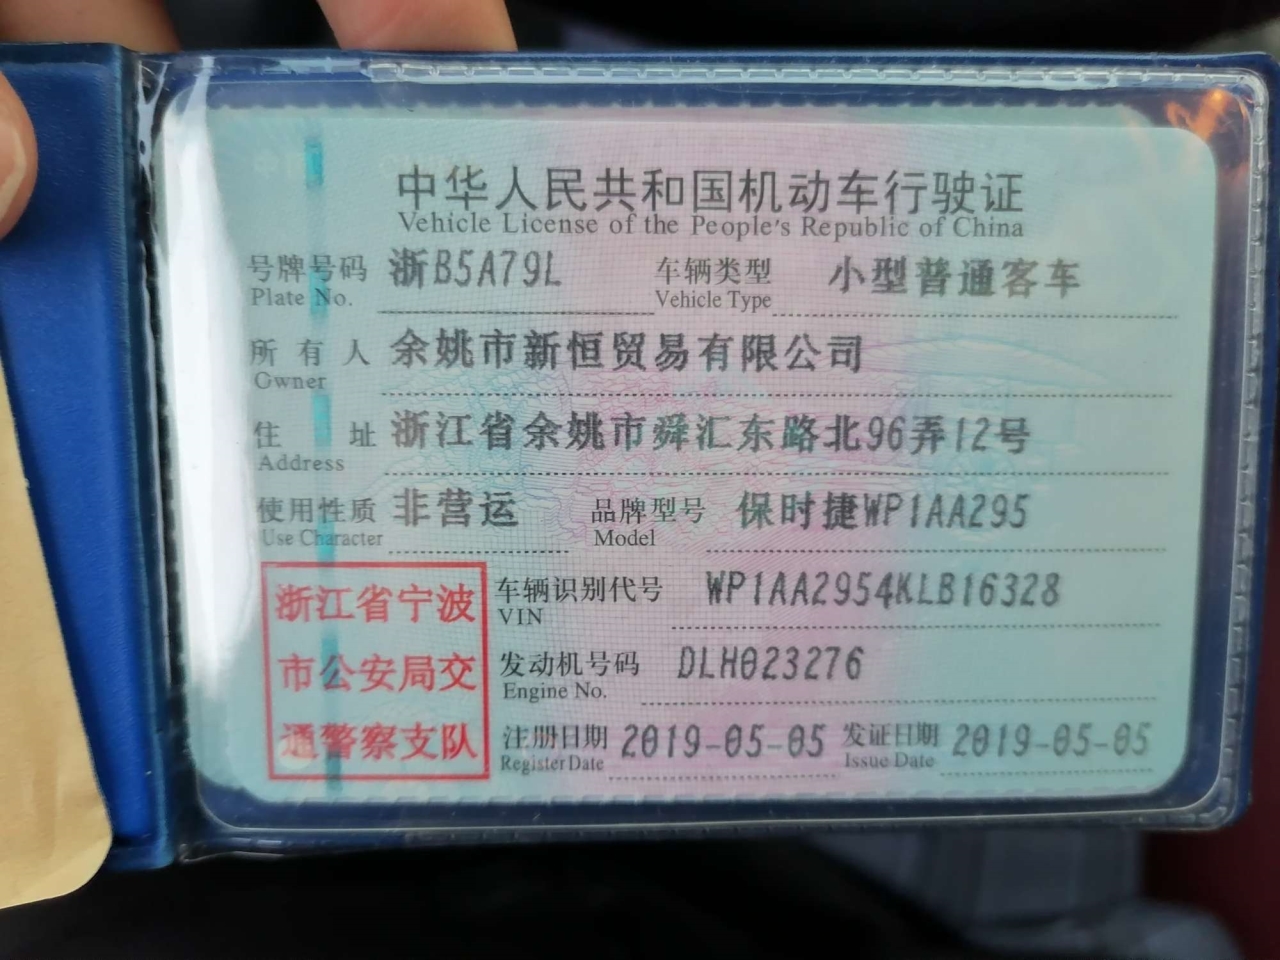 中华人民共和国机动车行驶证
Vehicle License of the People's Republic of China
号牌号码 浙B5A79L 车辆类型 小型普通客车
Plate No. Vehicle Type
所有人 余姚市新恒贸易有限公司
Owner
住址 浙江省余姚市舜汇东路北96弄12号
Address
使用性质 非营运 品牌型号 保时捷WP1AA295
Use Character Model
浙江省宁波
市公安局交
通警察支队
车辆识别代号 WP1AA2954KLB16328
VIN
发动机号码 DLH023276
Engine No.
注册日期 2019-05-05 发证日期 2019-05-05
Register Date Issue Date